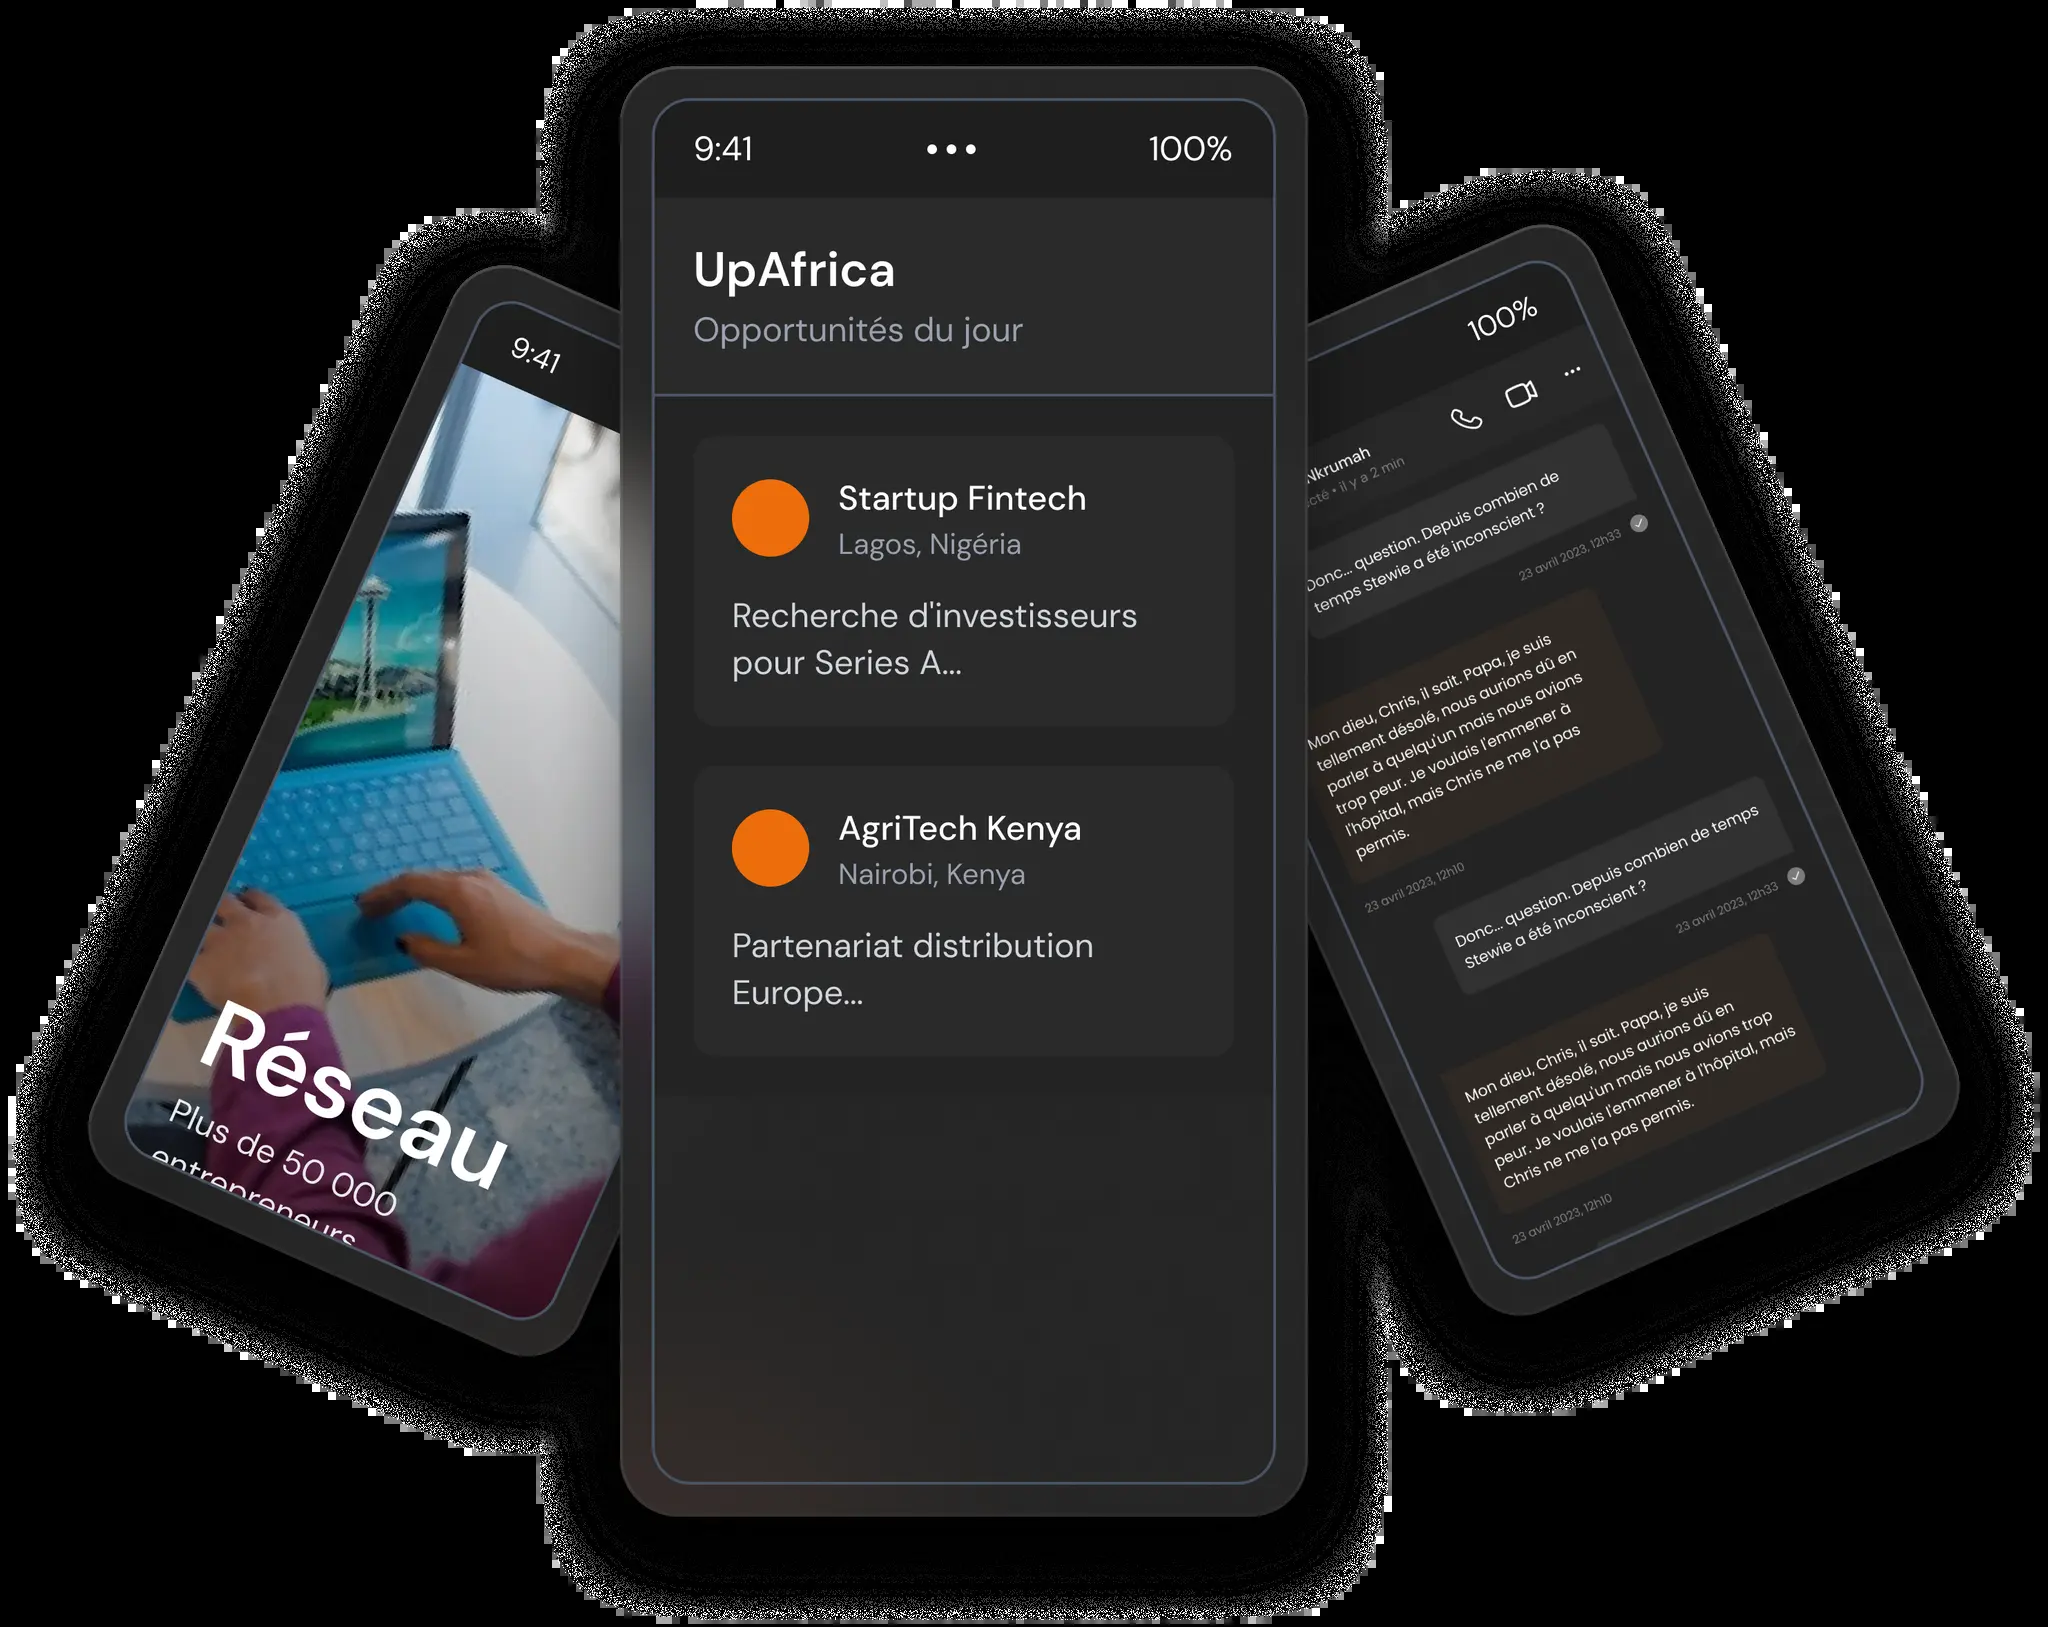 9:41
Réseau
Plus de 50 000
entrepreneurs
9:41
100%
UpAfrica
Opportunités du jour
Startup Fintech
Lagos, Nigéria
Recherche d'investisseurs
pour Series A...
AgriTech Kenya
Nairobi, Kenya
Partenariat distribution
Europe...
100%
Nkrumah
il y a 2 min
Donc... question. Depuis combien de
temps Stewie a été inconscient ?
23 avril 2023, 12h33
Mon dieu, Chris, il sait. Papa, je suis
tellement désolé, nous aurions dû en
parler à quelqu'un mais nous avions
trop peur. Je voulais l'emmener à
l'hôpital, mais Chris ne me l'a pas
permis.
23 avril 2023, 12h10
Donc... question. Depuis combien de temps
Stewie a été inconscient ?
23 avril 2023, 12h33
Mon dieu, Chris, il sait. Papa, je suis
tellement désolé, nous aurions dû en
parler à quelqu'un mais nous avions trop
peur. Je voulais l'emmener à l'hôpital, mais
Chris ne me l'a pas permis.
23 avril 2023, 12h10